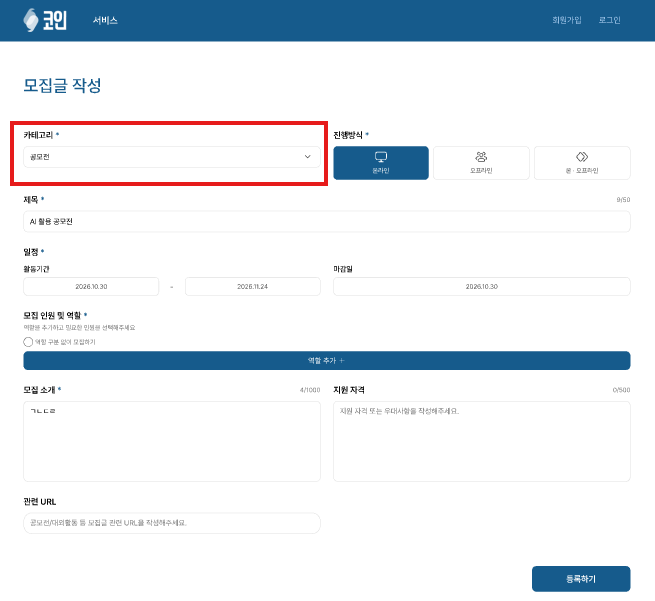 코인
서비스
회원가입
로그인
모집글 작성
카테고리 *
공모전
진행방식 *
온라인
오프라인
온 · 오프라인
제목 *
9/50
AI 활용 공모전
일정 *
활동기간
2026.10.30
-
2026.11.24
마감일
2026.10.30
모집 인원 및 역할 *
역할을 추가하고 필요한 인원을 선택해주세요
역할 구분 없이 모집하기
역할 추가 +
모집 소개 *
4/1000
ㄱㄴㄷㄹ
지원 자격
0/500
지원 자격 또는 우대사항을 작성해주세요.
관련 URL
공모전/대외활동 등 모집글 관련 URL을 작성해주세요.
등록하기